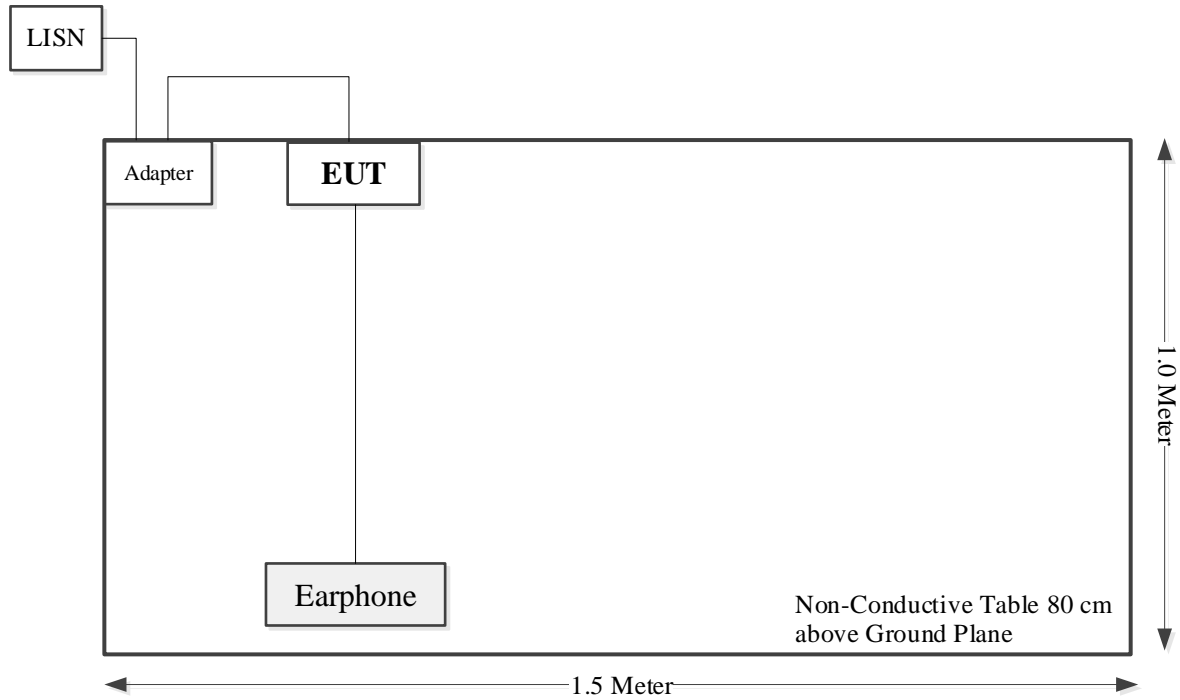 LISN
Adapter
EUT
Earphone
Non-Conductive Table 80 cm
above Ground Plane
1.0 Meter
1.5 Meter